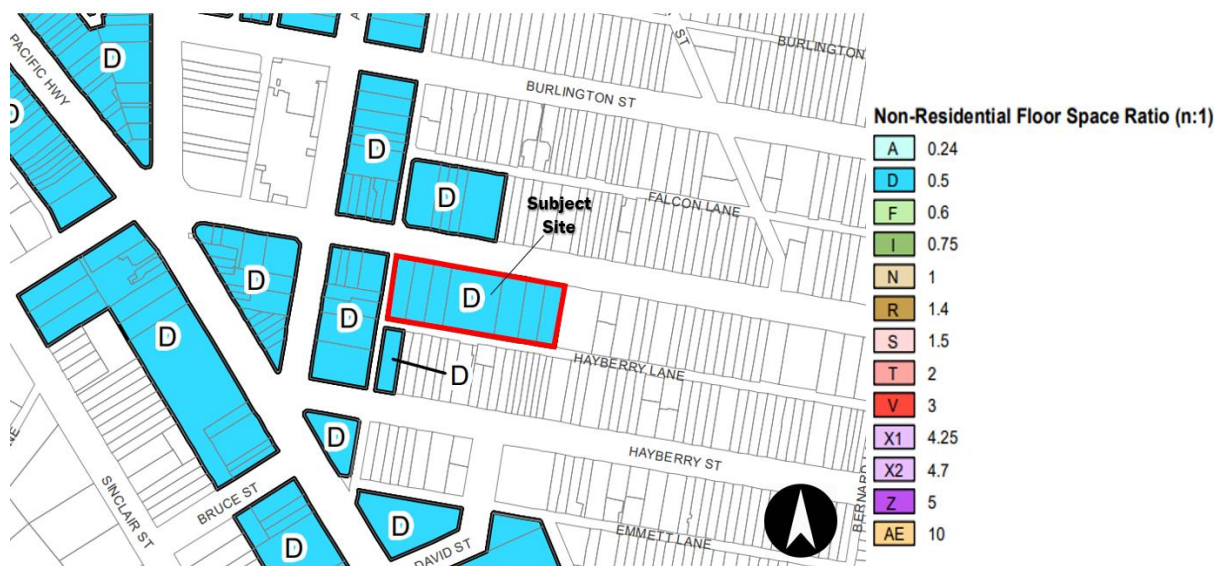 PACIFIC HWY
D
D
D
BURLINGTON
ST
BURLINGTON ST
D
D
FALCON LANE
Subject
Site
D
D
D
D
D
HAYBERRY LANE
D
HAYBERRY ST
SINCLAIR ST
BRUCE ST
D
D
DAVID ST
EMMETT LANE
BERNARD
Non-Residential Floor Space Ratio (n:1)
A 0.24
D 0.5
F 0.6
I 0.75
N 1
R 1.4
S 1.5
T 2
V 3
X1 4.25
X2 4.7
Z 5
AE 10